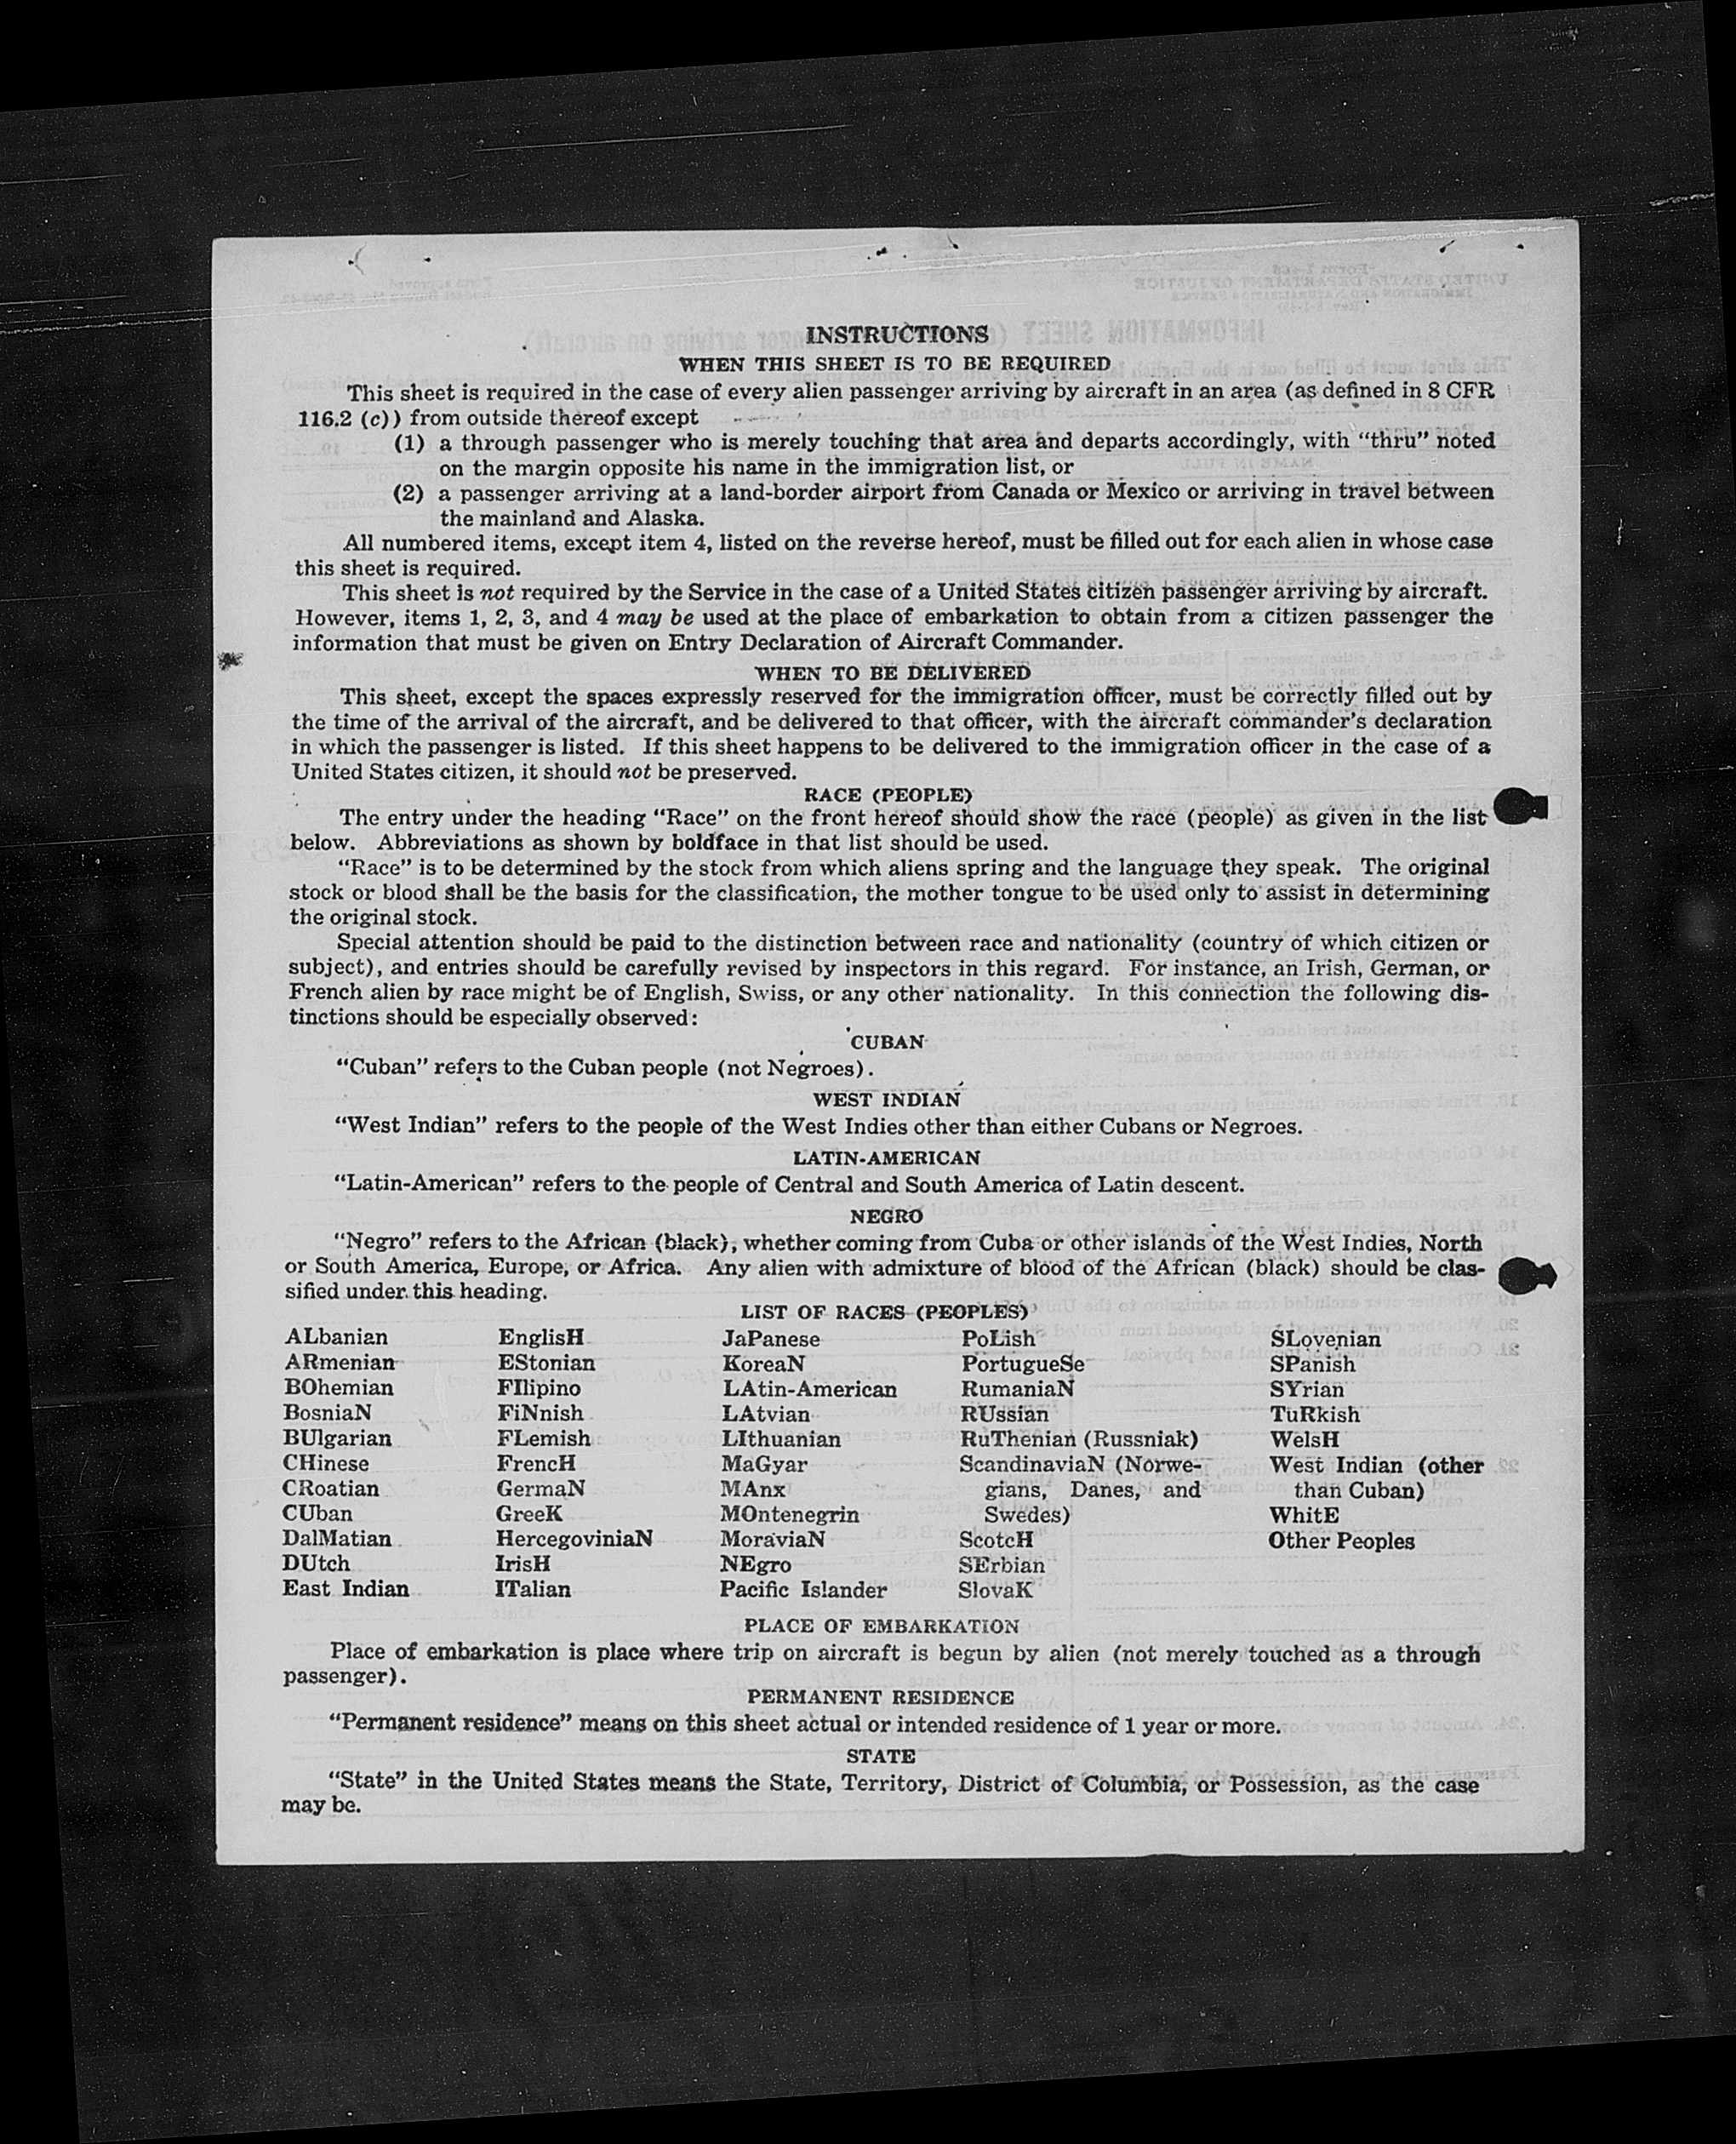 INSTRUCTIONS
WHEN THIS SHEET IS TO BE REQUIRED
This sheet is required in the case of every alien passenger arriving by aircraft in an area (as defined in 8 CFR
116.2 (c)) from outside thereof except
(1) a through passenger who is merely touching that area and departs accordingly, with “thru” noted
on the margin opposite his name in the immigration list, or
(2) a passenger arriving at a land-border airport from Canada or Mexico or arriving in travel between
the mainland and Alaska.
All numbered items, except item 4, listed on the reverse hereof, must be filled out for each alien in whose case
this sheet is required.
This sheet is not required by the Service in the case of a United States citizen passenger arriving by aircraft.
However, items 1, 2, 3, and 4 may be used at the place of embarkation to obtain from a citizen passenger the
information that must be given on Entry Declaration of Aircraft Commander.
WHEN TO BE DELIVERED
This sheet, except the spaces expressly reserved for the immigration officer, must be correctly filled out by
the time of the arrival of the aircraft, and be delivered to that officer, with the aircraft commander’s declaration
in which the passenger is listed. If this sheet happens to be delivered to the immigration officer in the case of a
United States citizen, it should not be preserved.
RACE (PEOPLE)
The entry under the heading “Race” on the front hereof should show the race (people) as given in the list
below. Abbreviations as shown by boldface in that list should be used.
“Race” is to be determined by the stock from which aliens spring and the language they speak. The original
stock or blood shall be the basis for the classification, the mother tongue to be used only to assist in determining
the original stock.
Special attention should be paid to the distinction between race and nationality (country of which citizen or
subject), and entries should be carefully revised by inspectors in this regard. For instance, an Irish, German, or
French alien by race might be of English, Swiss, or any other nationality. In this connection the following dis-
tinctions should be especially observed:
CUBAN
“Cuban” refers to the Cuban people (not Negroes).
WEST INDIAN
“West Indian” refers to the people of the West Indies other than either Cubans or Negroes.
LATIN-AMERICAN
“Latin-American” refers to the people of Central and South America of Latin descent.
NEGRO
“Negro” refers to the African (black), whether coming from Cuba or other islands of the West Indies, North
or South America, Europe, or Africa. Any alien with admixture of blood of the African (black) should be clas-
sified under this heading.
LIST OF RACES (PEOPLES)
ALbanian EnglisH JaPanese PoLish SLovenian
ARmenian EStonian KoreaN PortugueSe SPanish
BOhemian FIlipino LAtin-American RumaniaN SYrian
BosniaN FiNnish LAtvian RUssian TuRkish
BUlgarian FLemish LIthuanian RuThenian (Russniak) WelsH
CHinese FrencH MaGyar ScandinaviaN (Norwe- West Indian (other
CRoatian GermaN MAnx gians, Danes, and than Cuban)
CUban GreeK MOntenegrin Swedes) WhitE
DalMatian HercegoviniaN MoraviaN ScotcH Other Peoples
DUtch IrisH NEgro SErbian
East Indian ITalian Pacific Islander SlovaK
PLACE OF EMBARKATION
Place of embarkation is place where trip on aircraft is begun by alien (not merely touched as a through
passenger).
PERMANENT RESIDENCE
“Permanent residence” means on this sheet actual or intended residence of 1 year or more.
STATE
“State” in the United States means the State, Territory, District of Columbia, or Possession, as the case
may be.